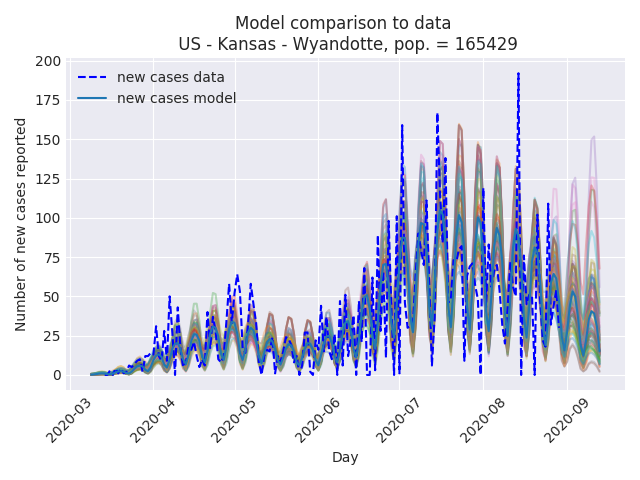 Model comparison to data
US - Kansas - Wyandotte, pop. = 165429
Number of new cases reported
200
175
150
125
100
75
50
25
0
new cases data
new cases model
2020-03
2020-04
2020-05
2020-06
2020-07
2020-08
2020-09
Day